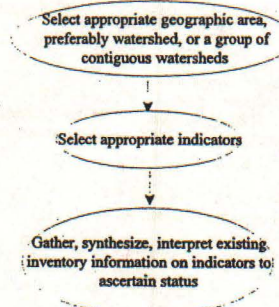 Select appropriate geographic area,
preferably watershed, or a group of
contiguous watersheds
Select appropriate indicators
Gather, synthesize, interpret existing
inventory information on indicators to
ascertain status